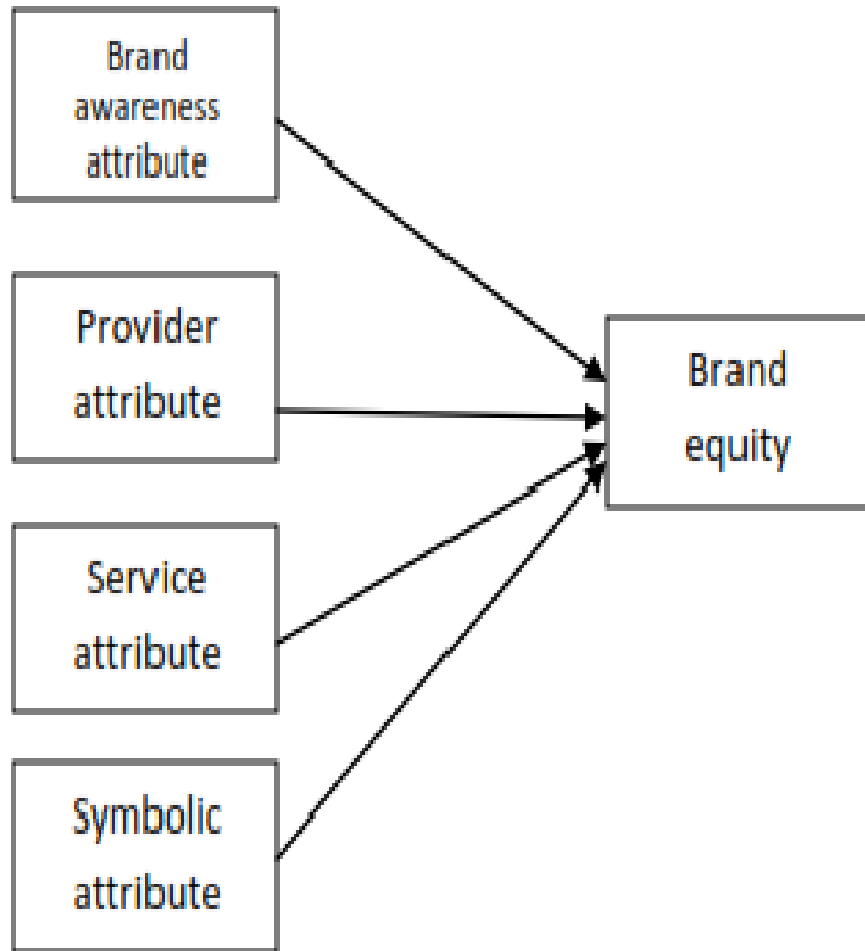 Brand
awareness
attribute
Provider
attribute
Service
attribute
Symbolic
attribute
Brand
equity